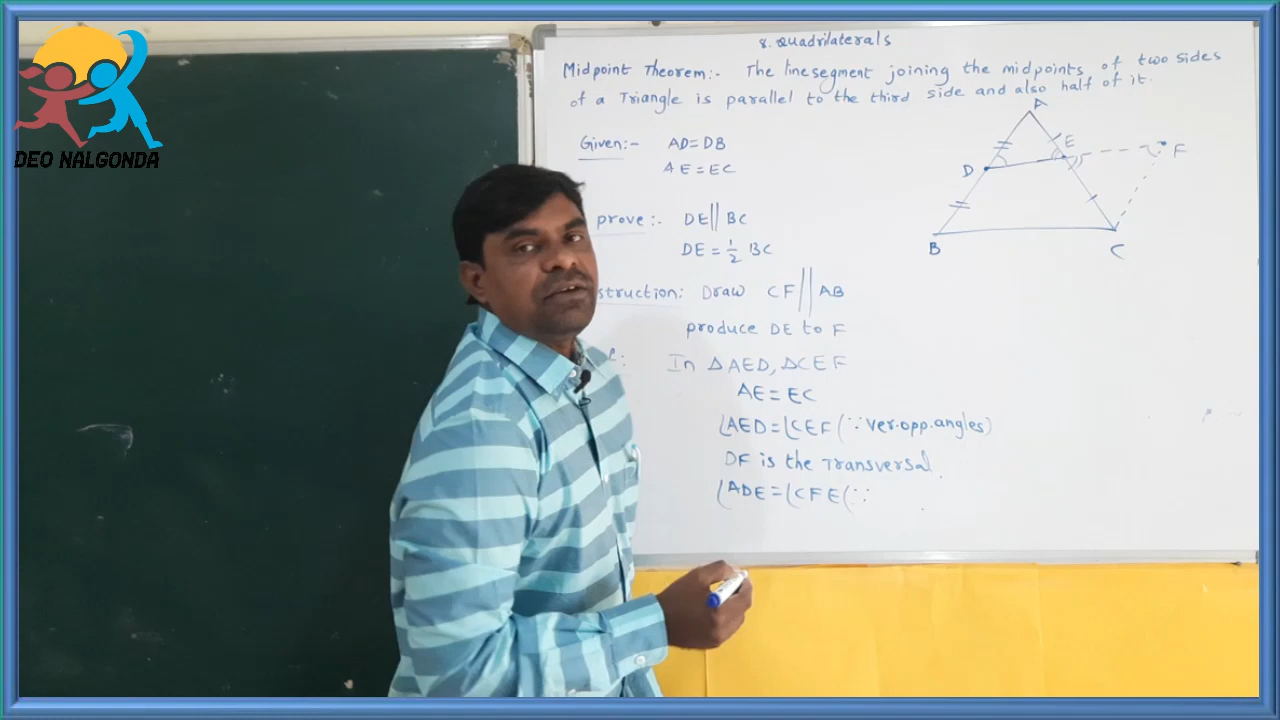 DEO NALGONDA
8. Quadrilaterals
Midpoint Theorem:- The linesegment joining the midpoints of two sides
of a Triangle is parallel to the third side and also half of it.
Given:- AD=DB
AE=EC
prove:- DE||BC
DE=1/2 BC
struction: Draw CF||AB
produce DE to F
In ΔAED, ΔCEF
AE=EC
∠AED=∠CEF(∵ ver.opp.angles)
DF is the Transversal.
∠ADE=∠CFE(∵
A
E
F
D
B
C